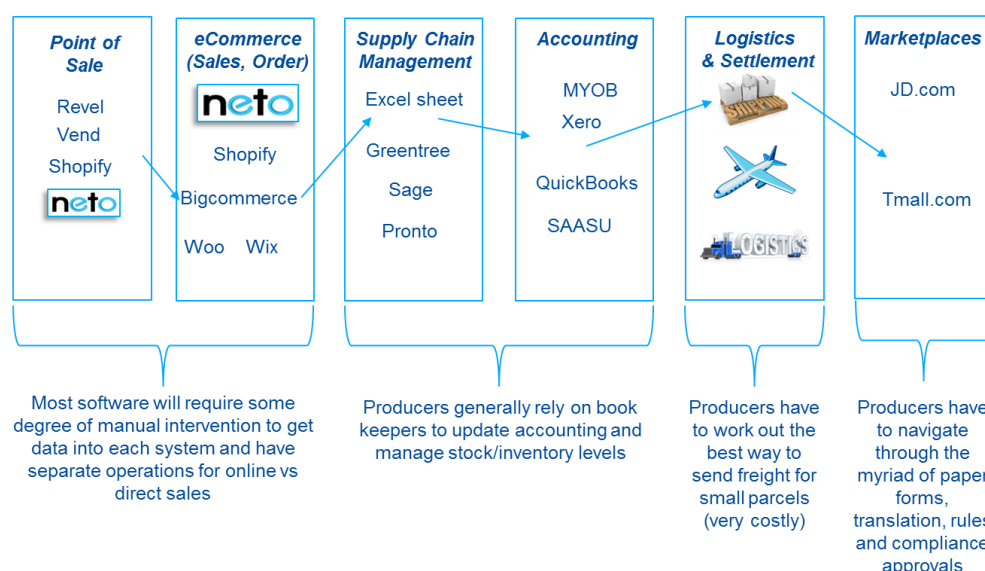 Point of
Sale
Revel
Vend
Shopify
neto
eCommerce
(Sales, Order)
neto
Shopify
Bigcommerce
Woo Wix
Supply Chain
Management
Excel sheet
Greentree
Sage
Pronto
Accounting
MYOB
Xero
QuickBooks
SAASU
Logistics
& Settlement
SHIPPING
LOGISTICS
Marketplaces
JD.com
Tmall.com
Most software will require some
degree of manual intervention to get
data into each system and have
separate operations for online vs
direct sales
Producers generally rely on book
keepers to update accounting and
manage stock/inventory levels
Producers have
to work out the
best way to
send freight for
small parcels
(very costly)
Producers have
to navigate
through the
myriad of paper
forms,
translation, rules
and compliance
approvals